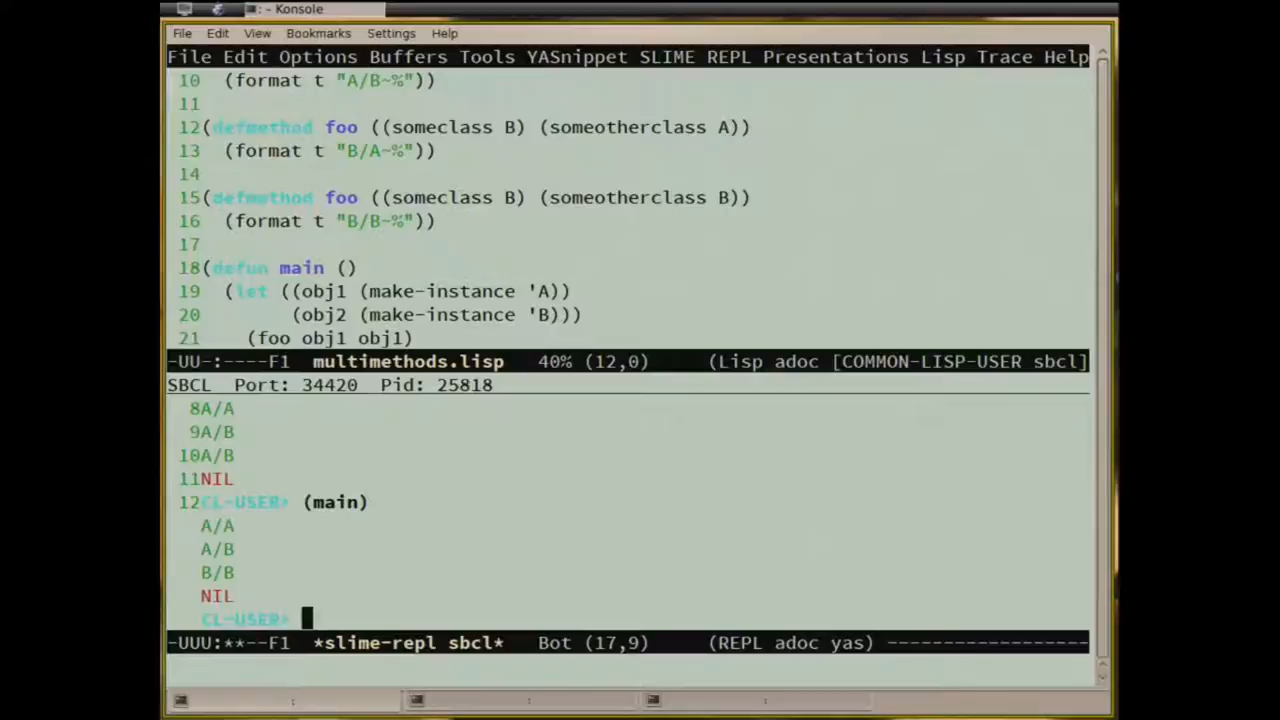 : - Konsole
File Edit View Bookmarks Settings Help
File Edit Options Buffers Tools YASnippet SLIME REPL Presentations Lisp Trace Help
10 (format t "A/B~%"))
11
12(defmethod foo ((someclass B) (someotherclass A))
13 (format t "B/A~%"))
14
15(defmethod foo ((someclass B) (someotherclass B))
16 (format t "B/B~%"))
17
18(defun main ()
19 (let ((obj1 (make-instance 'A))
20 (obj2 (make-instance 'B)))
21 (foo obj1 obj1)
-UU-:----F1 multimethods.lisp 40% (12,0) (Lisp adoc [COMMON-LISP-USER sbcl]
SBCL Port: 34420 Pid: 25818
8A/A
9A/B
10A/B
11NIL
12CL-USER> (main)
A/A
A/B
B/B
NIL
CL-USER>
-UUU:**--F1 *slime-repl sbcl* Bot (17,9) (REPL adoc yas) -----------------
: : :